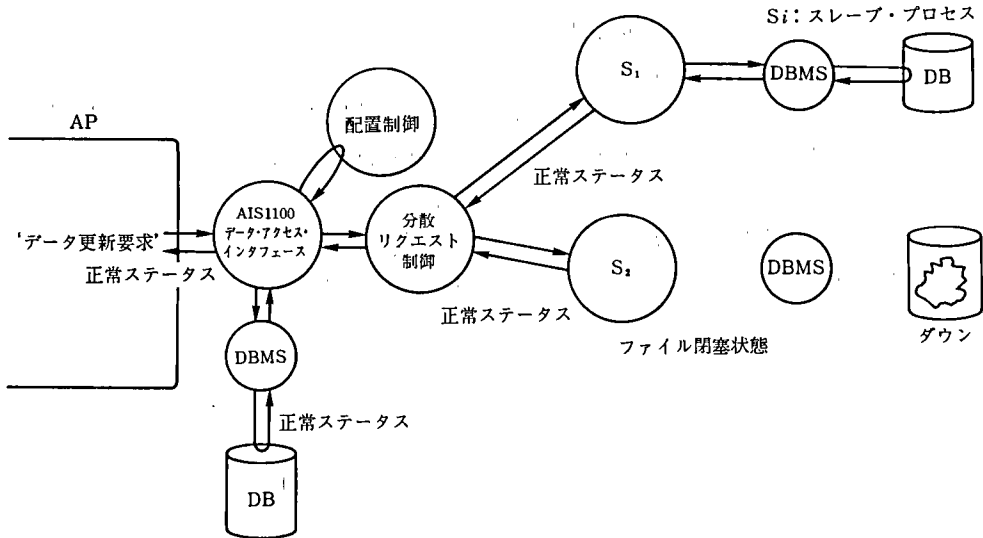 Si：スレーブ・プロセス
S₁
DBMS
DB
AP
配置制御
正常ステータス
AIS1100
データ・アクセス・
インタフェース
分散
リクエスト
制御
‘データ更新要求’
正常ステータス
S₂
DBMS
正常ステータス
ファイル閉塞状態
ダウン
DBMS
正常ステータス
DB